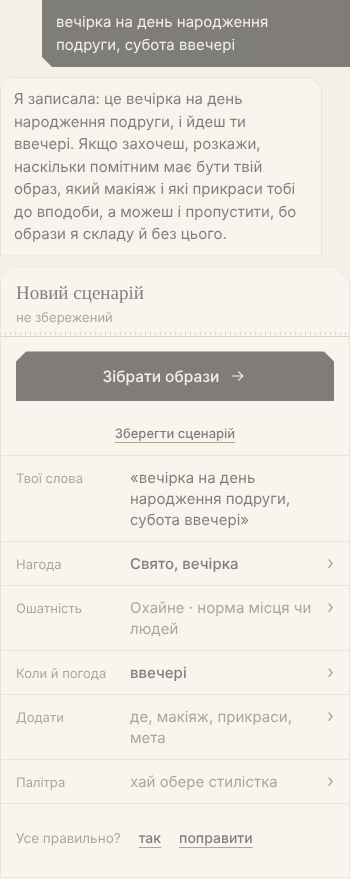 вечірка на день народження
подруги, субота ввечері
Я записала: це вечірка на день
народження подруги, і йдеш ти
ввечері. Якщо захочеш, розкажи,
наскільки помітним має бути твій
образ, який макіяж і які прикраси тобі
до вподоби, а можеш і пропустити, бо
образи я складу й без цього.
Новий сценарій
не збережений
Зібрати образи →
Зберегти сценарій
Твої слова «вечірка на день
народження подруги,
субота ввечері»
Нагода Свято, вечірка
Ошатність Охайне · норма місця чи
людей
Коли й погода ввечері
Додати де, макіяж, прикраси,
мета
Палітра хай обере стилістка
Усе правильно? так поправити